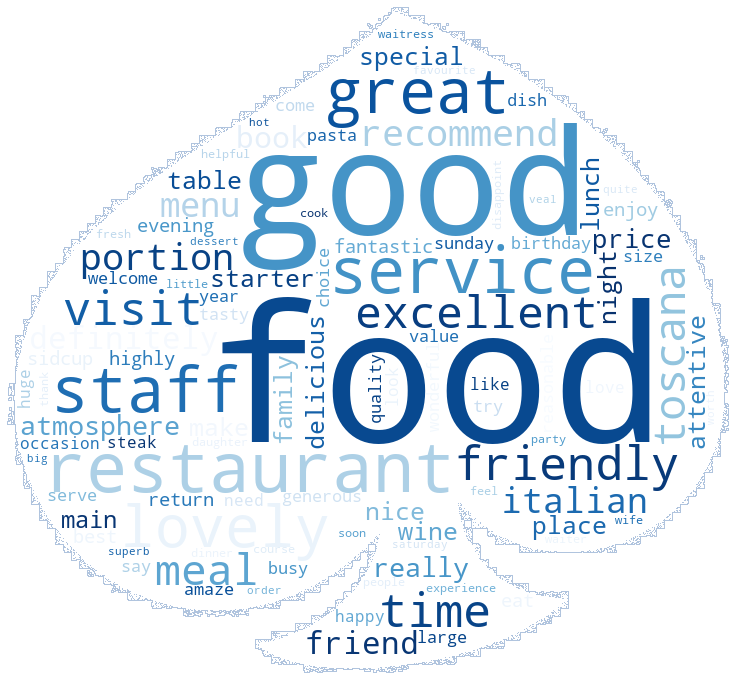 waitress
special
favourite
great
dish
come
hot
book
pasta
recommend
helpful
good
table
menu
cook
disappoint
veal
lunch
quite
enjoy
evening
fresh
dessert
portion
fantastic
sunday
birthday
price
welcome
little
starter
choice
service
night
size
year
tasty
visit
excellent
toscana
definitely
value
food
delicious
attentive
sidcup
highly
family
quality
look
wonderful
like
love
huge
thank
staff
try
atmosphere
make
occasion
steak
daughter
party
big
restaurant
friendly
feel
serve
return
need
generous
italian
main
lovely
nice
wine
place
wife
best
superb
dinner
course
soon
saturday
say
meal
busy
really
amaze
order
people
experience
time
eat
happy
friend
large